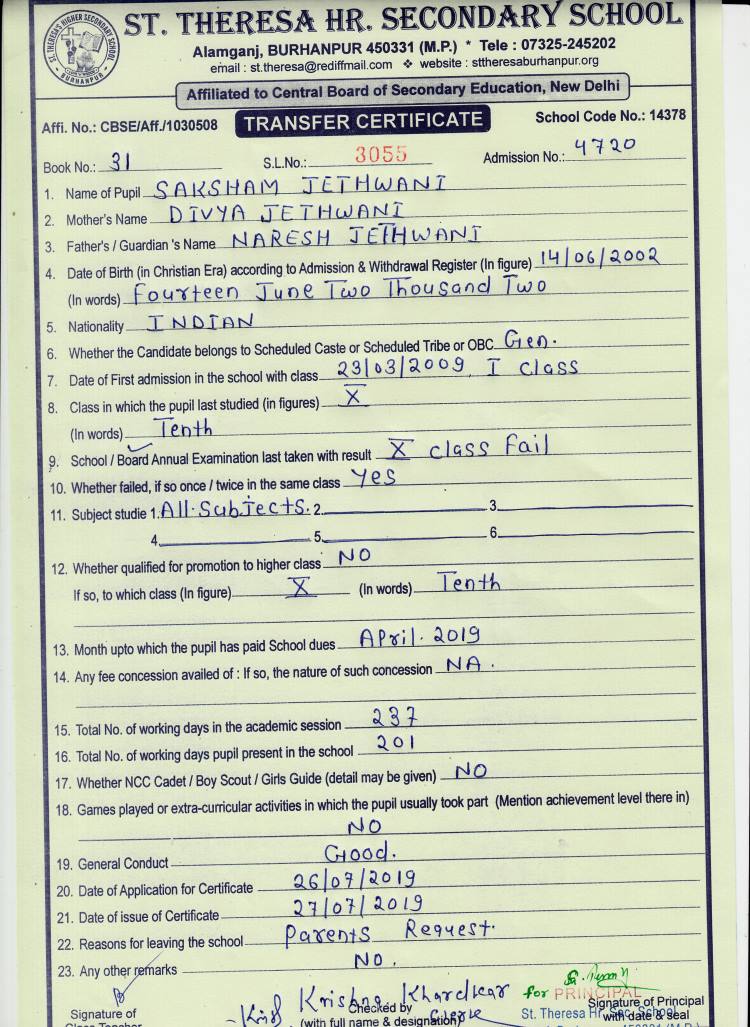 ST. THERESA HR. SECONDARY SCHOOL
Alamganj, BURHANPUR 450331 (M.P.) * Tele : 07325-245202
email : st.theresa@rediffmail.com ❖ website : sttheresaburhanpur.org
ST. THERESA'S HIGHER SECONDARY SCHOOL
BURHANPUR
Affiliated to Central Board of Secondary Education, New Delhi
Affi. No.: CBSE/Aff./1030508 TRANSFER CERTIFICATE School Code No.: 14378
Book No.: 31 S.L.No.: 3055 Admission No.: 4720
1. Name of Pupil SAKSHAM JETHWANI
2. Mother's Name DIVYA JETHWANI
3. Father's / Guardian 's Name NARESH JETHWANI
4. Date of Birth (in Christian Era) according to Admission & Withdrawal Register (In figure) 14/06/2002
(In words) Fourteen June Two Thousand Two
5. Nationality INDIAN
6. Whether the Candidate belongs to Scheduled Caste or Scheduled Tribe or OBC Gen.
7. Date of First admission in the school with class 23/03/2009, I class
8. Class in which the pupil last studied (in figures) X
(In words) Tenth
9. School / Board Annual Examination last taken with result X class Fail
10. Whether failed, if so once / twice in the same class Yes
11. Subject studie 1. All Subjects. 2. 3.
4. 5. 6.
12. Whether qualified for promotion to higher class NO
If so, to which class (In figure) X (In words) Tenth
13. Month upto which the pupil has paid School dues April. 2019
14. Any fee concession availed of : If so, the nature of such concession NA.
15. Total No. of working days in the academic session 237
16. Total No. of working days pupil present in the school 201
17. Whether NCC Cadet / Boy Scout / Girls Guide (detail may be given) NO
18. Games played or extra-curricular activities in which the pupil usually took part (Mention achievement level there in)
NO
19. General Conduct Good.
20. Date of Application for Certificate 26/07/2019
21. Date of issue of Certificate 27/07/2019
22. Reasons for leaving the school Parents Request.
23. Any other remarks NO.
Krishna Khardkar for PRINCIPAL
Signature of Checked by Signature of Principal
Class Teacher (with full name & designation) Clerk St. Theresa Hr. Sec. School with date & seal